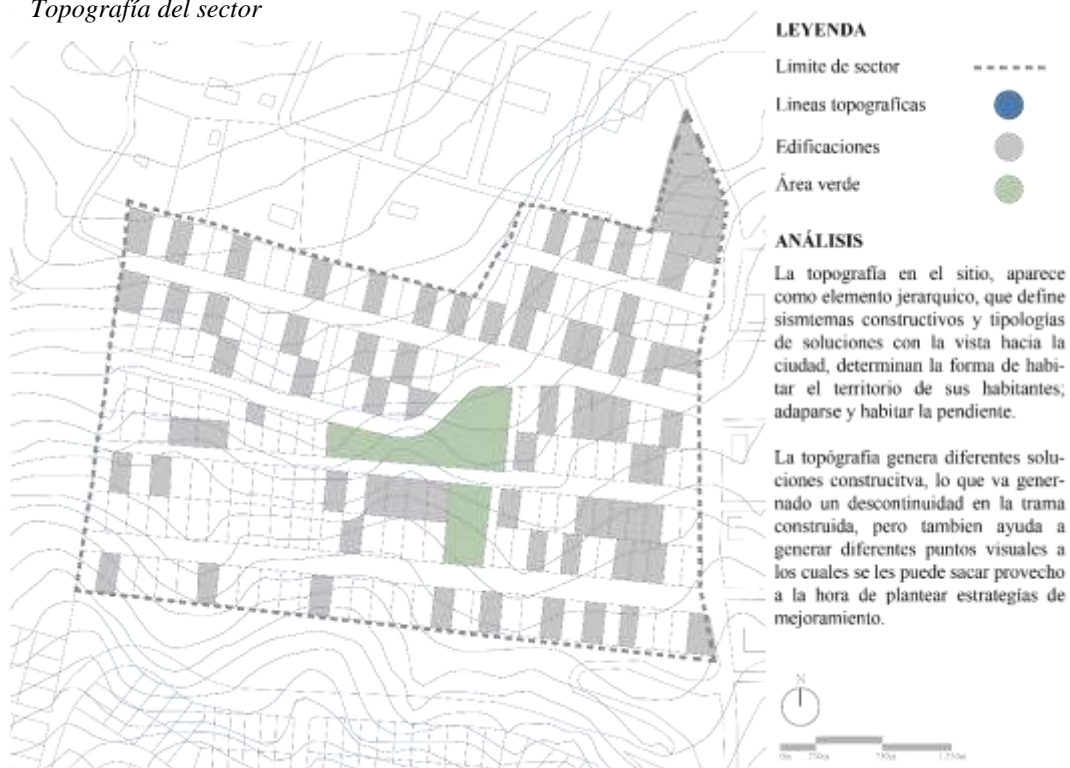 Topografía del sector
LEYENDA
Limite de sector
Lineas topograficas
Edificaciones
Área verde
ANÁLISIS
La topografía en el sitio, aparece
como elemento jerarquico, que define
sismtemas constructivos y tipologías
de soluciones con la vista hacia la
ciudad, determinan la forma de habi-
tar el territorio de sus habitantes;
adaparse y habitar la pendiente.
La topógrafia genera diferentes solu-
ciones construcitva, lo que va gener-
nado un descontinuidad en la trama
construida, pero tambien ayuda a
generar diferentes puntos visuales a
los cuales se les puede sacar provecho
a la hora de plantear estrategías de
mejoramiento.
N
0m